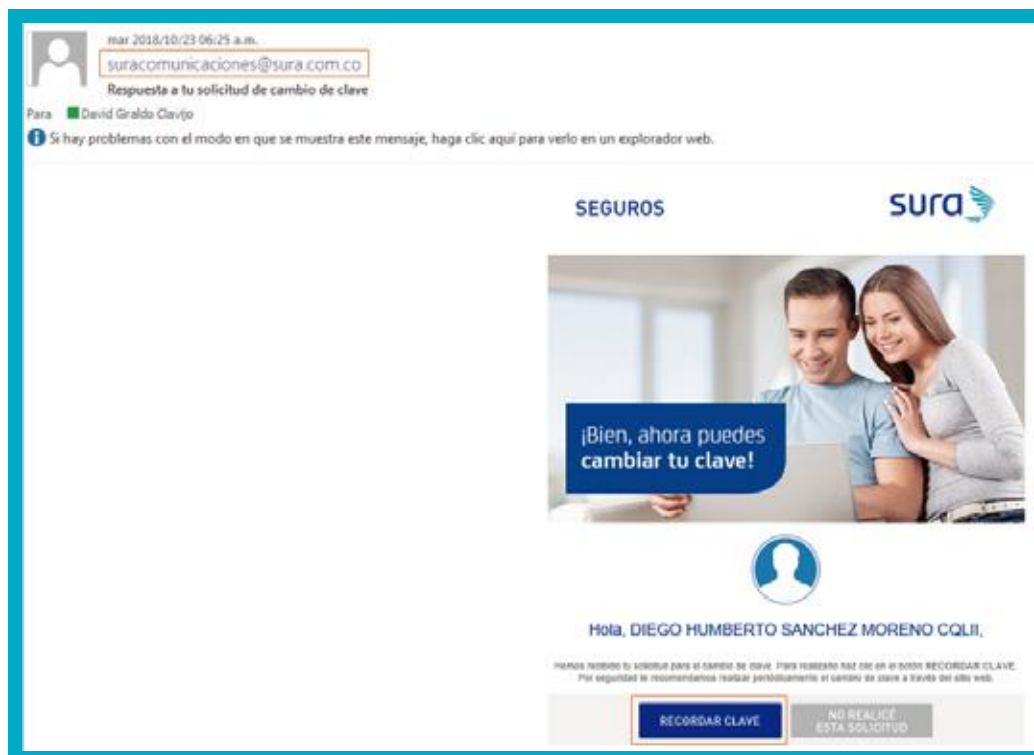 mar 2018/10/23 06:25 a.m.
suracomunicaciones@sura.com.co
Respuesta a tu solicitud de cambio de clave
Para David Giraldo Clavijo
Si hay problemas con el modo en que se muestra este mensaje, haga clic aquí para verlo en un explorador web.
SEGUROS
sura
¡Bien, ahora puedes
cambiar tu clave!
Hola, DIEGO HUMBERTO SANCHEZ MORENO CQLII,
Hemos recibido tu solicitud para el cambio de clave. Para realizarlo haz clic en el botón RECORDAR CLAVE.
Por seguridad te recomendamos realizar periódicamente el cambio de clave a través del sitio web.
RECORDAR CLAVE
NO REALICÉ
ESTA SOLICITUD